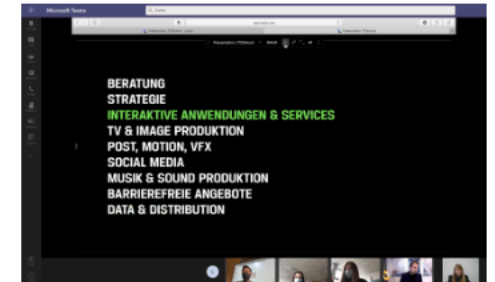 Microsoft Teams
BERATUNG
STRATEGIE
INTERAKTIVE ANWENDUNGEN & SERVICES
TV & IMAGE PRODUKTION
POST, MOTION, VFX
SOCIAL MEDIA
MUSIK & SOUND PRODUKTION
BARRIEREFREIE ANGEBOTE
DATA & DISTRIBUTION